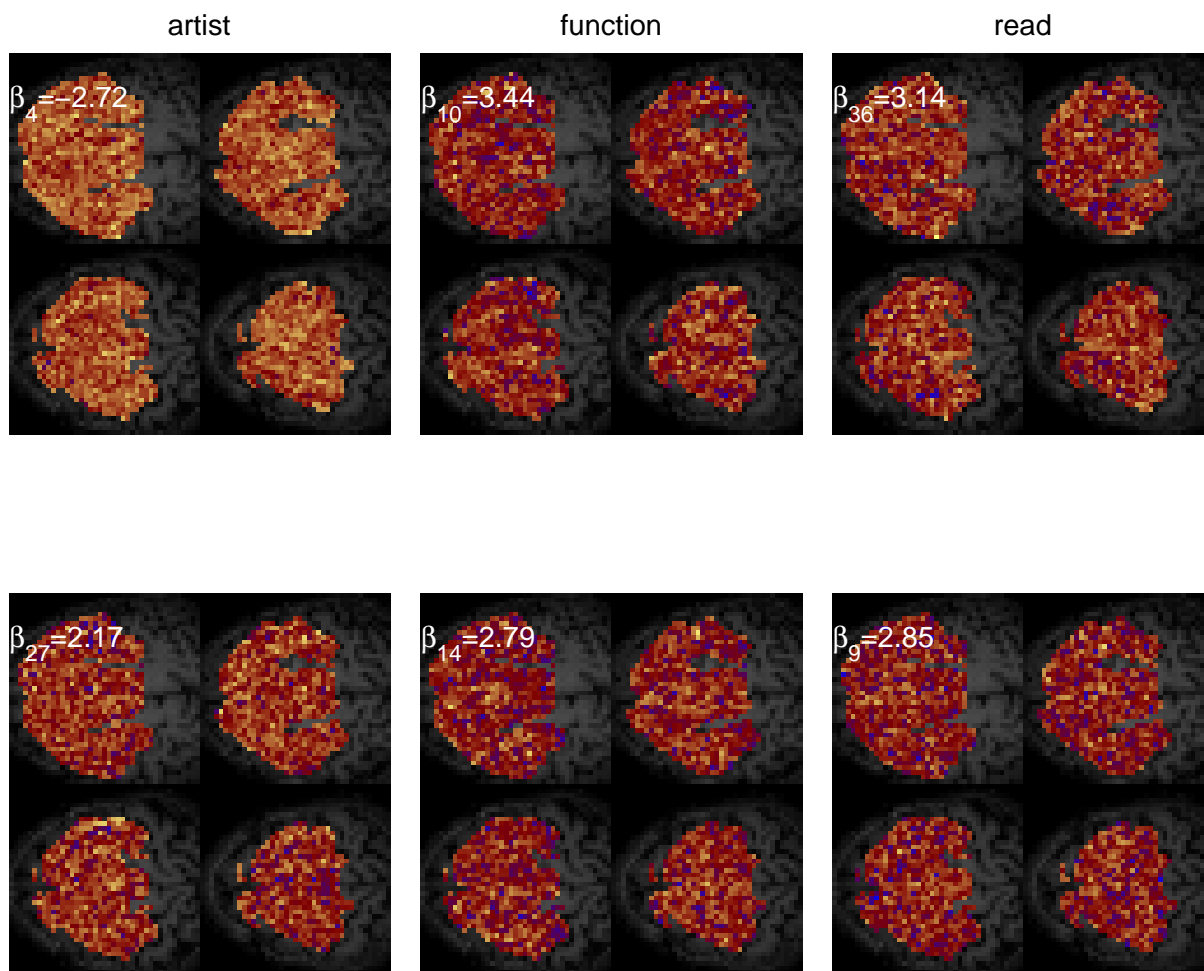 artist function read
β4=−2.72 β10=3.44 β36=3.14
β27=2.17 β14=2.79 β9=2.85